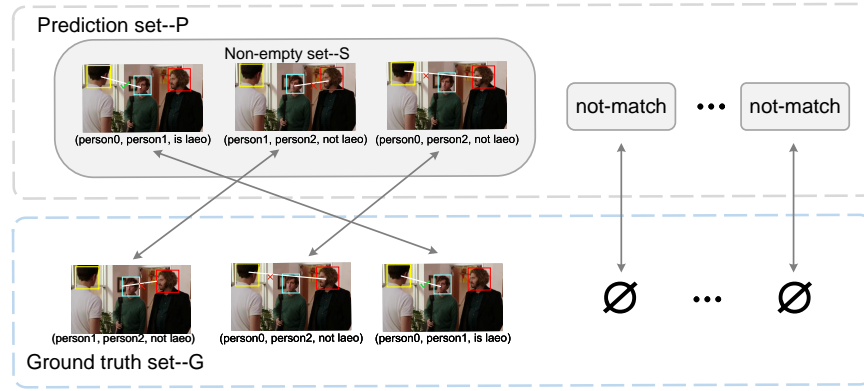 Prediction set--P
Non-empty set--S
(person0, person1, is laeo)
(person1, person2, not laeo)
(person0, person2, not laeo)
not-match
•••
not-match
(person1, person2, not laeo)
(person0, person2, not laeo)
(person0, person1, is laeo)
∅
•••
∅
Ground truth set--G